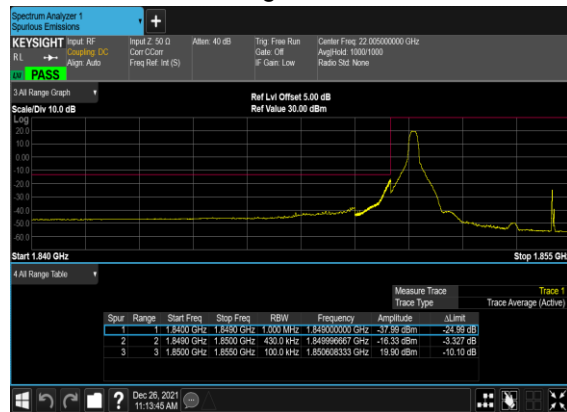 Spectrum Analyzer 1
Spurious Emissions
+
KEYSIGHT Input: RF Input Z: 50 Ω Atten: 40 dB Trig: Free Run Center Freq: 22.005000000 GHz
RL Coupling: DC Corr CCorr Gate: Off Avg|Hold: 1000/1000
Align: Auto Freq Ref: Int (S) IF Gain: Low Radio Std: None
PASS
3 All Range Graph
Ref Lvl Offset 5.00 dB
Scale/Div 10.0 dB Ref Value 30.00 dBm
Log
20.0
10.0
0.00
-10.0
-20.0
-30.0
-40.0
-50.0
-60.0
Start 1.840 GHz Stop 1.855 GH
4 All Range Table
Measure Trace Trace 1
Trace Type Trace Average (Active)
Spur Range Start Freq Stop Freq RBW Frequency Amplitude ΔLimit
1 1 1.8400 GHz 1.8490 GHz 1.000 MHz 1.849000000 GHz -37.99 dBm -24.99 dB
2 2 1.8490 GHz 1.8500 GHz 430.0 kHz 1.849996667 GHz -16.33 dBm -3.327 dB
3 3 1.8500 GHz 1.8550 GHz 100.0 kHz 1.850608333 GHz 19.90 dBm -10.10 dB
? Dec 26, 2021
11:13:45 AM